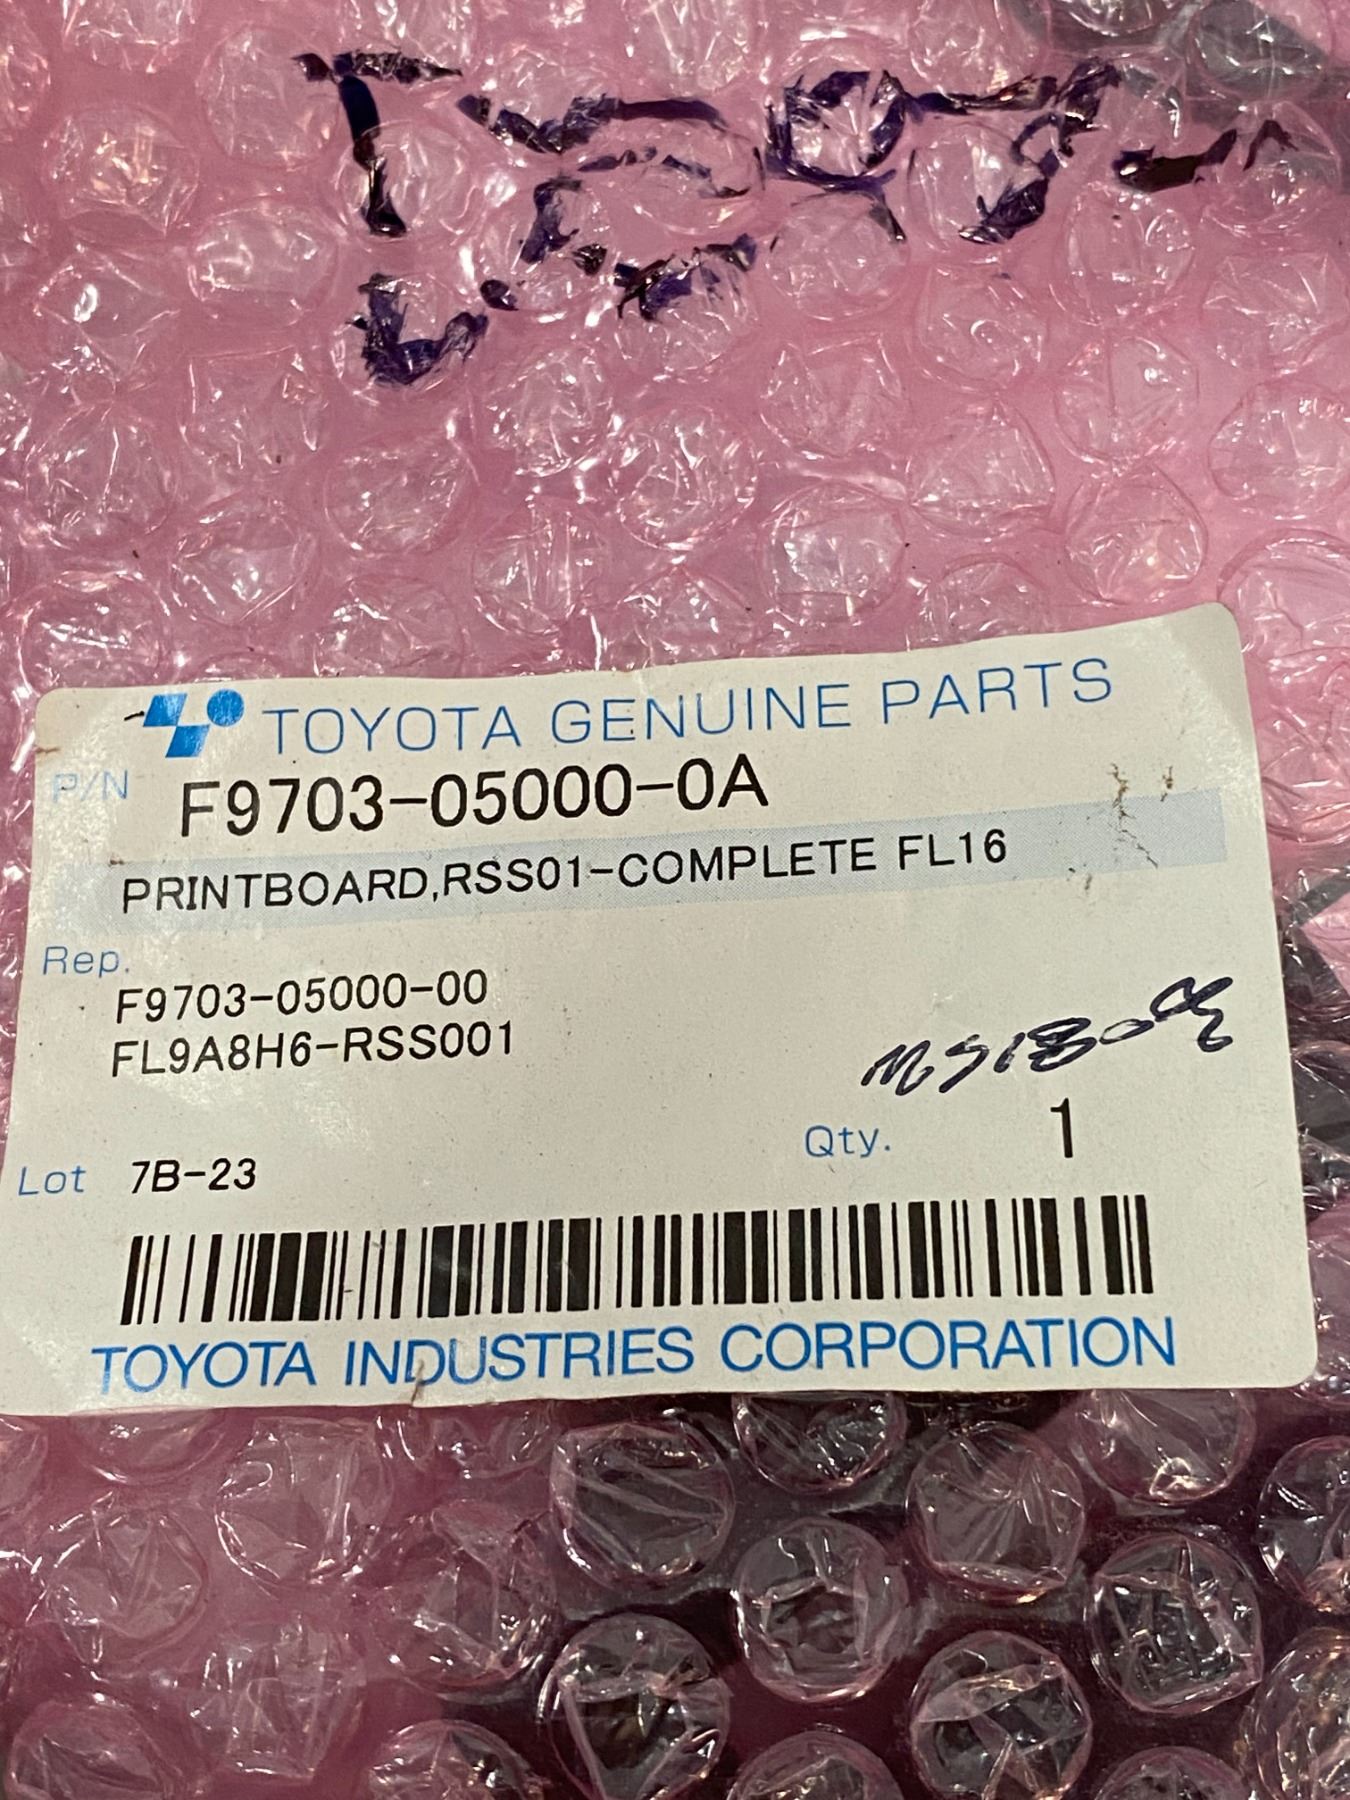 TOYOTA GENUINE PARTS
P/N F9703-05000-0A
PRINTBOARD,RSS01-COMPLETE FL16
Rep.
F9703-05000-00
FL9A8H6-RSS001
Qty. 1
Lot 7B-23
TOYOTA INDUSTRIES CORPORATION